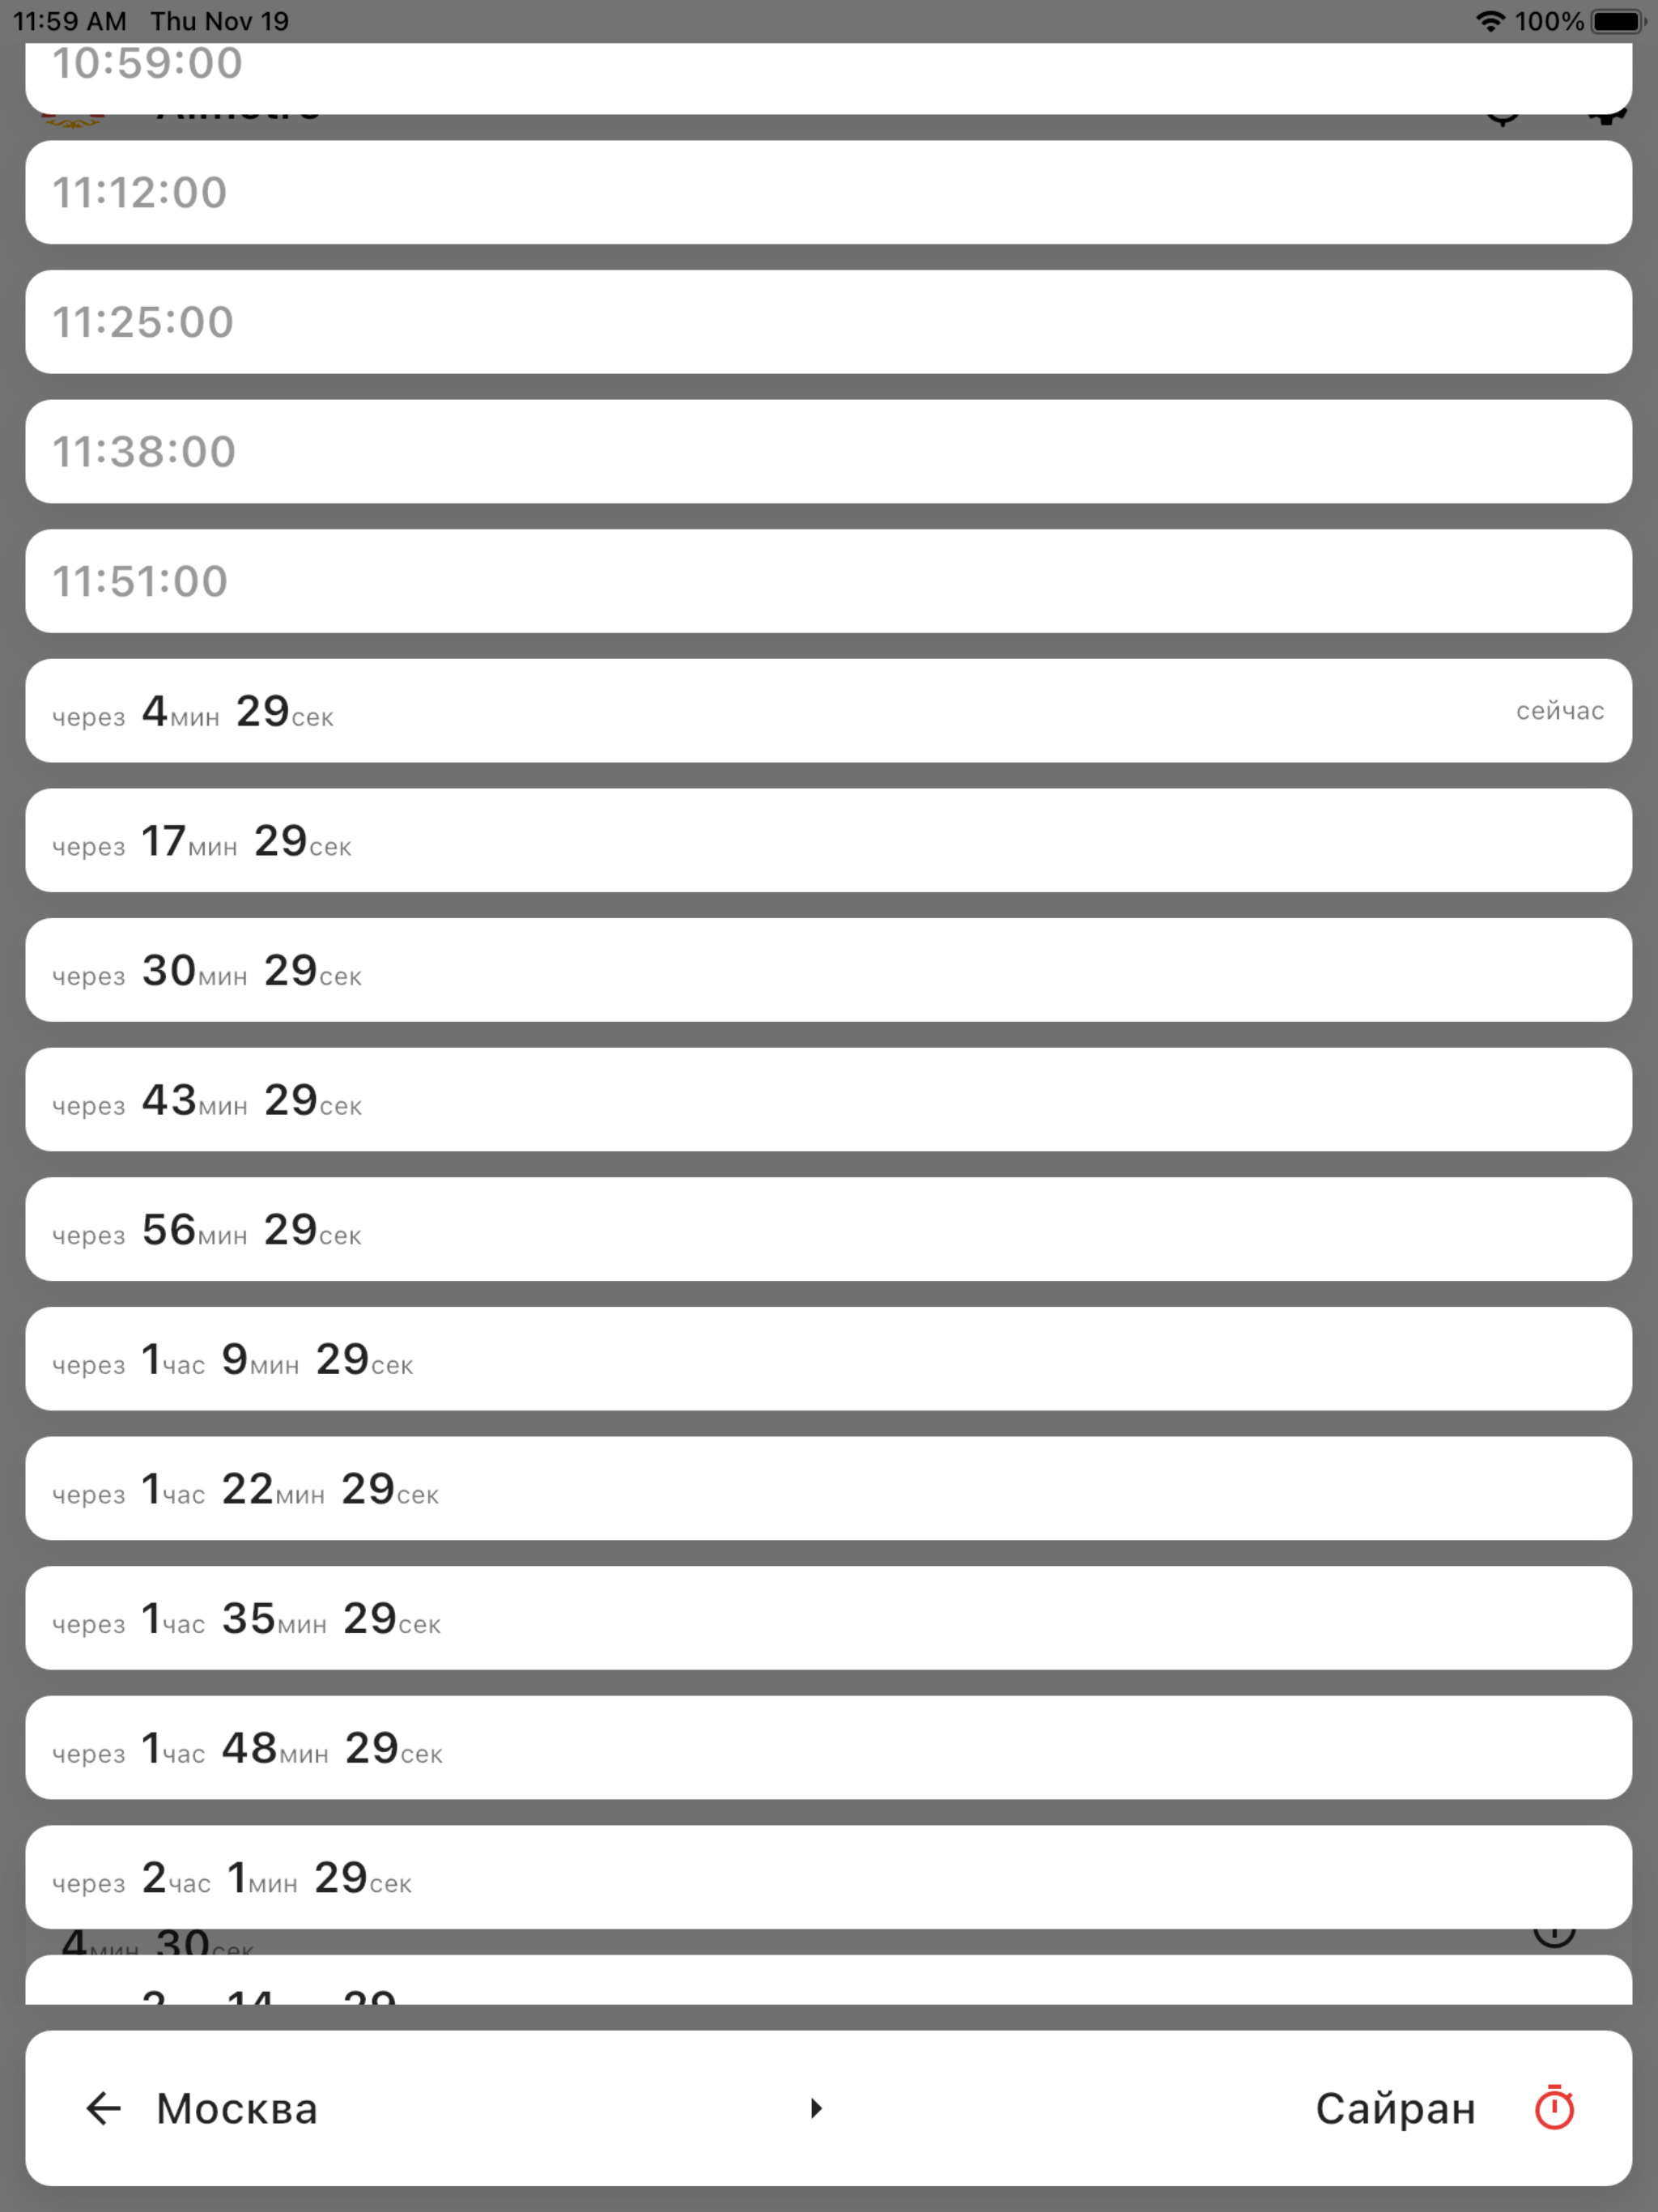 11:59 AM Thu Nov 19 100%
10:59:00
11:12:00
11:25:00
11:38:00
11:51:00
через 4мин 29сек сейчас
через 17мин 29сек
через 30мин 29сек
через 43мин 29сек
через 56мин 29сек
через 1час 9мин 29сек
через 1час 22мин 29сек
через 1час 35мин 29сек
через 1час 48мин 29сек
через 2час 1мин 29сек
4мин 30сек
2 14 29
Москва Сайран